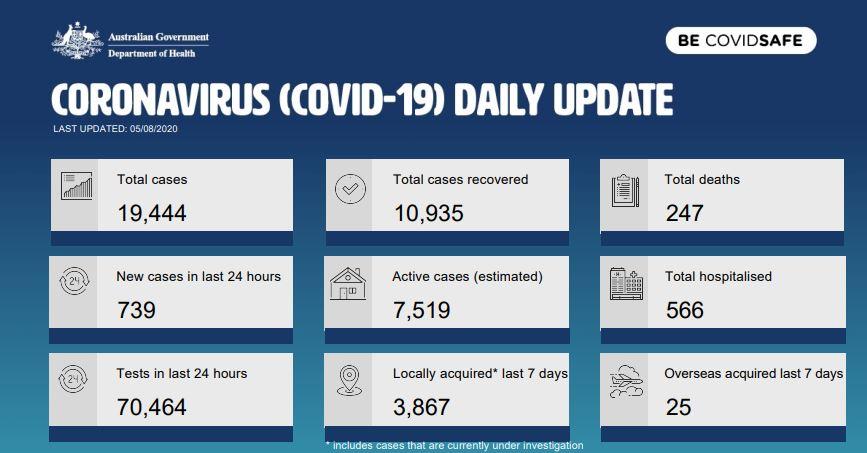 Australian Government
Department of Health
BE COVIDSAFE
CORONAVIRUS (COVID-19) DAILY UPDATE
LAST UPDATED: 05/08/2020
Total cases
19,444
Total cases recovered
10,935
Total deaths
247
24
New cases in last 24 hours
739
Active cases (estimated)
7,519
Total hospitalised
566
24
Tests in last 24 hours
70,464
Locally acquired* last 7 days
3,867
Overseas acquired last 7 days
25
* includes cases that are currently under investigation